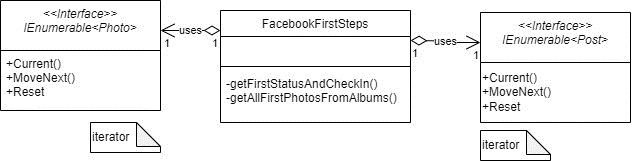 <<Interface>>
IEnumerable<Photo>
+Current()
+MoveNext()
+Reset
iterator
uses
1
1
FacebookFirstSteps
-getFirstStatusAndCheckIn()
-getAllFirstPhotosFromAlbums()
uses
1
1
<<Interface>>
IEnumerable<Post>
+Current()
+MoveNext()
+Reset
iterator